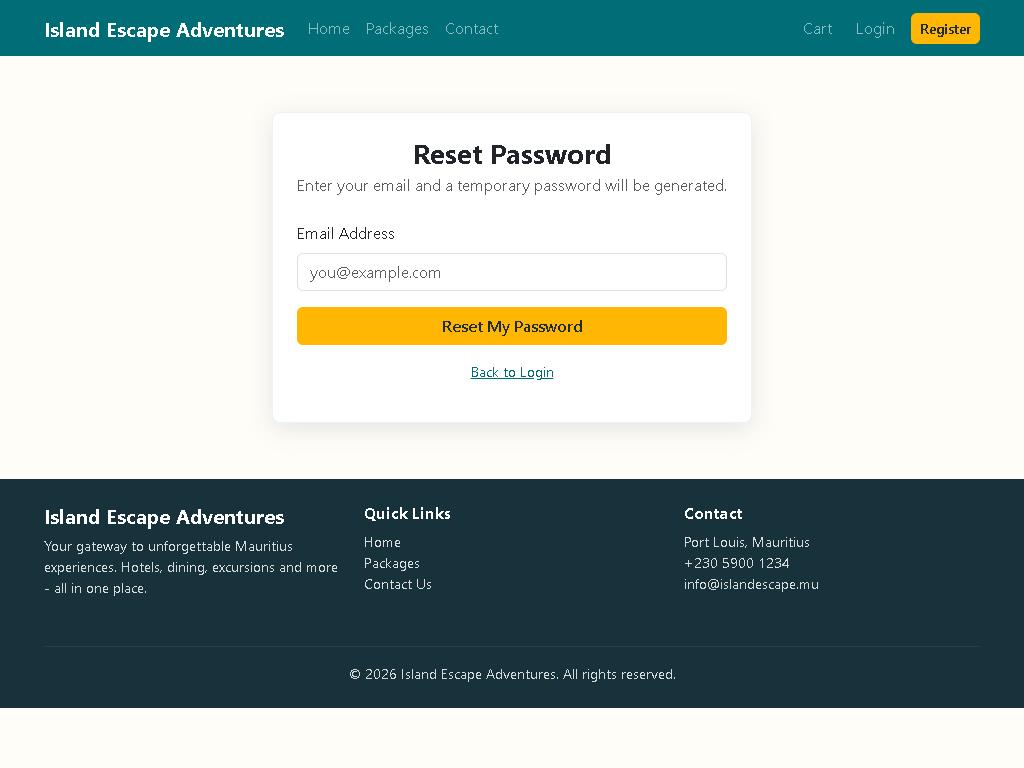 Island Escape Adventures
Home
Packages
Contact
Cart
Login
Register
Reset Password
Enter your email and a temporary password will be generated.
Email Address
you@example.com
Reset My Password
Back to Login
Island Escape Adventures
Your gateway to unforgettable Mauritius
experiences. Hotels, dining, excursions and more
- all in one place.
Quick Links
Home
Packages
Contact Us
Contact
Port Louis, Mauritius
+230 5900 1234
info@islandescape.mu
© 2026 Island Escape Adventures. All rights reserved.